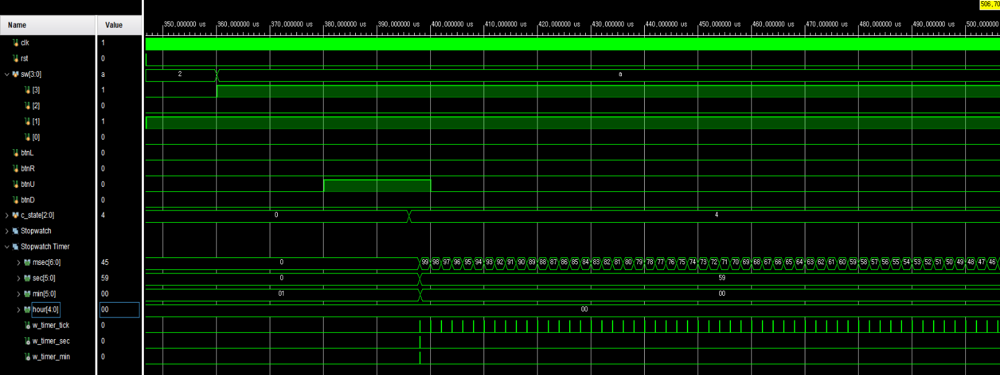 506,70
Name Value
350,000000 us 360,000000 us 370,000000 us 380,000000 us 390,000000 us 400,000000 us 410,000000 us 420,000000 us 430,000000 us 440,000000 us 450,000000 us 460,000000 us 470,000000 us 480,000000 us 490,000000 us 500,000000
clk 1
rst 0
sw[3:0] a 2 a
[3] 1
[2] 0
[1] 1
[0] 0
btnL 0
btnR 0
btnU 0
btnD 0
c_state[2:0] 4 0 4
Stopwatch
Stopwatch Timer
msec[6:0] 45 0 99 98 97 96 95 94 93 92 91 90 89 88 87 86 85 84 83 82 81 80 79 78 77 76 75 74 73 72 71 70 69 68 67 66 65 64 63 62 61 60 59 58 57 56 55 54 53 52 51 50 49 48 47 46
sec[5:0] 59 0 59
min[5:0] 00 01 00
hour[4:0] 00 00
w_timer_tick 0
w_timer_sec 0
w_timer_min 0